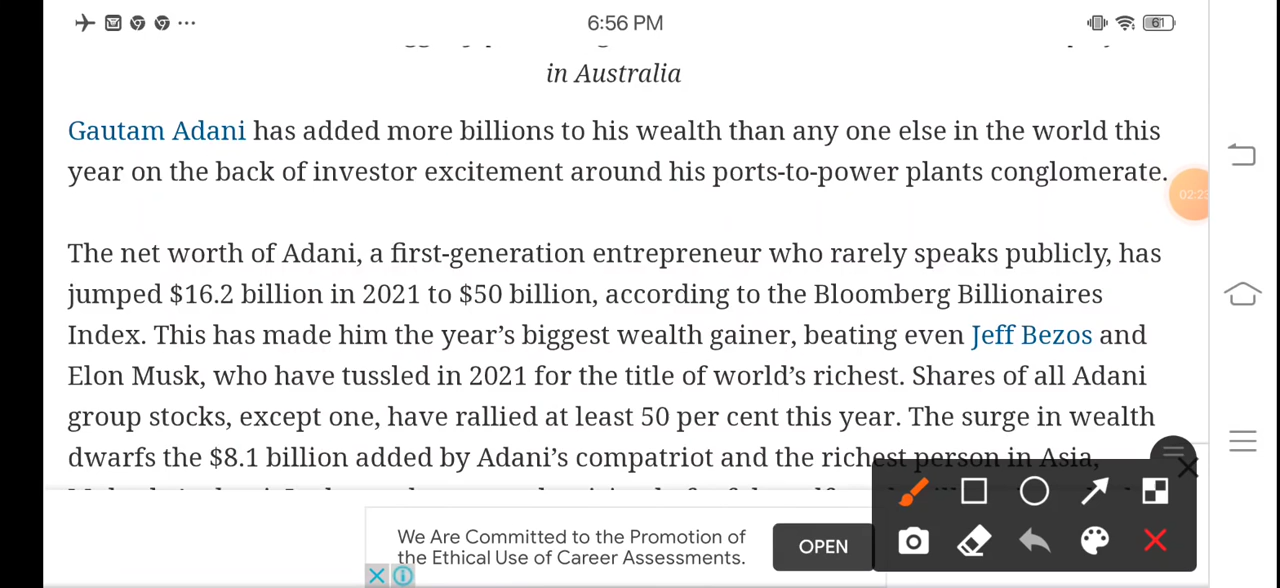 6:56 PM
61
in Australia
Gautam Adani has added more billions to his wealth than any one else in the world this
year on the back of investor excitement around his ports-to-power plants conglomerate.
02:23
The net worth of Adani, a first-generation entrepreneur who rarely speaks publicly, has
jumped $16.2 billion in 2021 to $50 billion, according to the Bloomberg Billionaires
Index. This has made him the year’s biggest wealth gainer, beating even Jeff Bezos and
Elon Musk, who have tussled in 2021 for the title of world’s richest. Shares of all Adani
group stocks, except one, have rallied at least 50 per cent this year. The surge in wealth
dwarfs the $8.1 billion added by Adani’s compatriot and the richest person in Asia,
We Are Committed to the Promotion of
the Ethical Use of Career Assessments.
OPEN